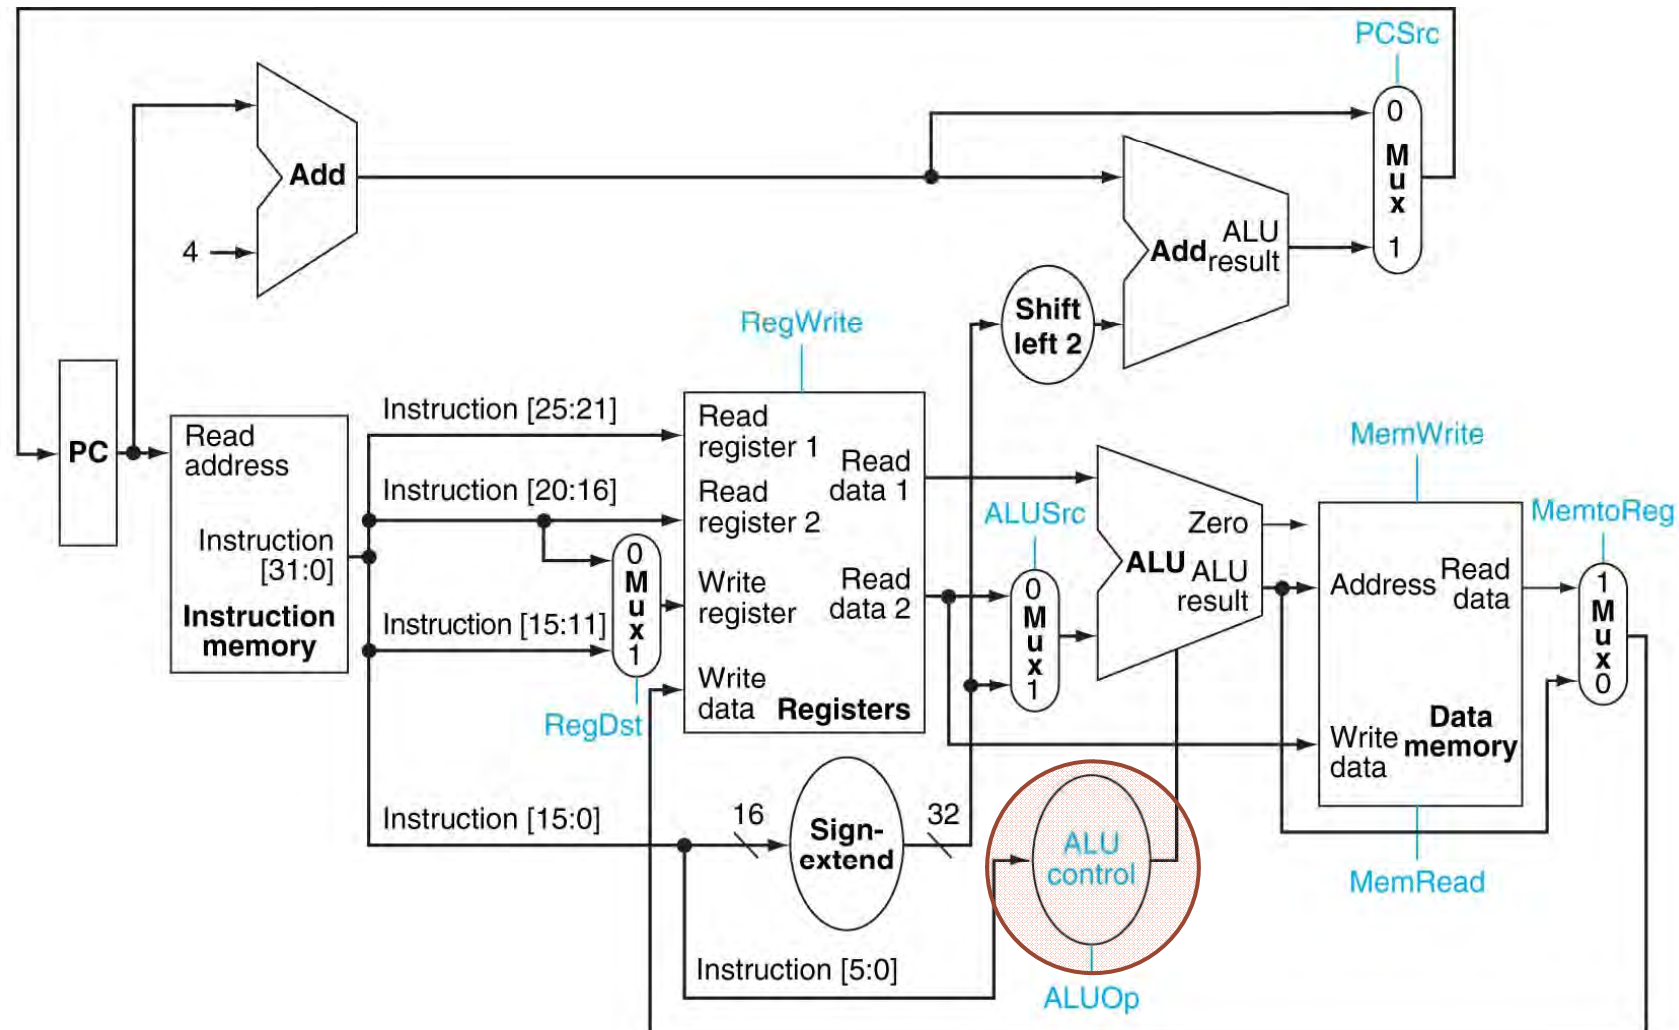 PCSrc
0
M
u
x
1
Add
4
Add
ALU
result
Shift
left 2
RegWrite
PC
Read
address
Instruction
[31:0]
Instruction
memory
Instruction [25:21]
Instruction [20:16]
Instruction [15:11]
Instruction [15:0]
Instruction [5:0]
0
M
u
x
1
RegDst
Read
register 1
Read
register 2
Write
register
Write
data
Read
data 1
Read
data 2
Registers
16
Sign-
extend
32
ALUSrc
0
M
u
x
1
Zero
ALU
ALU
result
ALU
control
ALUOp
MemWrite
Address
Read
data
Write
data
Data
memory
MemRead
MemtoReg
1
M
u
x
0